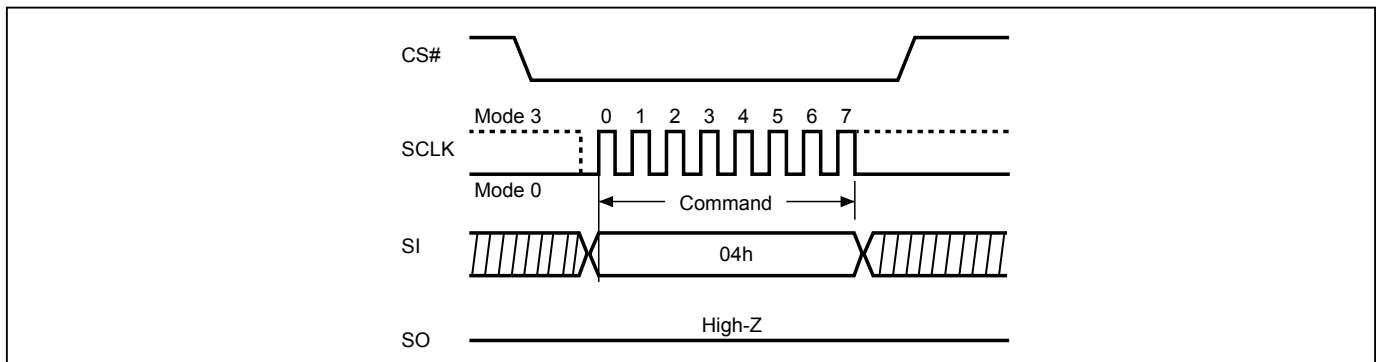 CS#
Mode 3
0 1 2 3 4 5 6 7
SCLK
Mode 0
Command
SI
04h
High-Z
SO